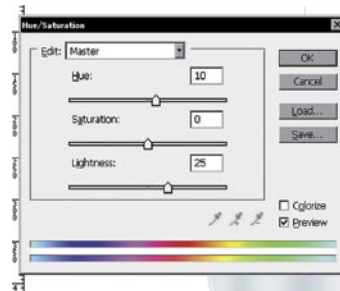 Hue/Saturation
Edit: Master
OK
Hue: 10
Cancel
Saturation: 0
Load...
Save...
Lightness: 25
Colorize
Preview